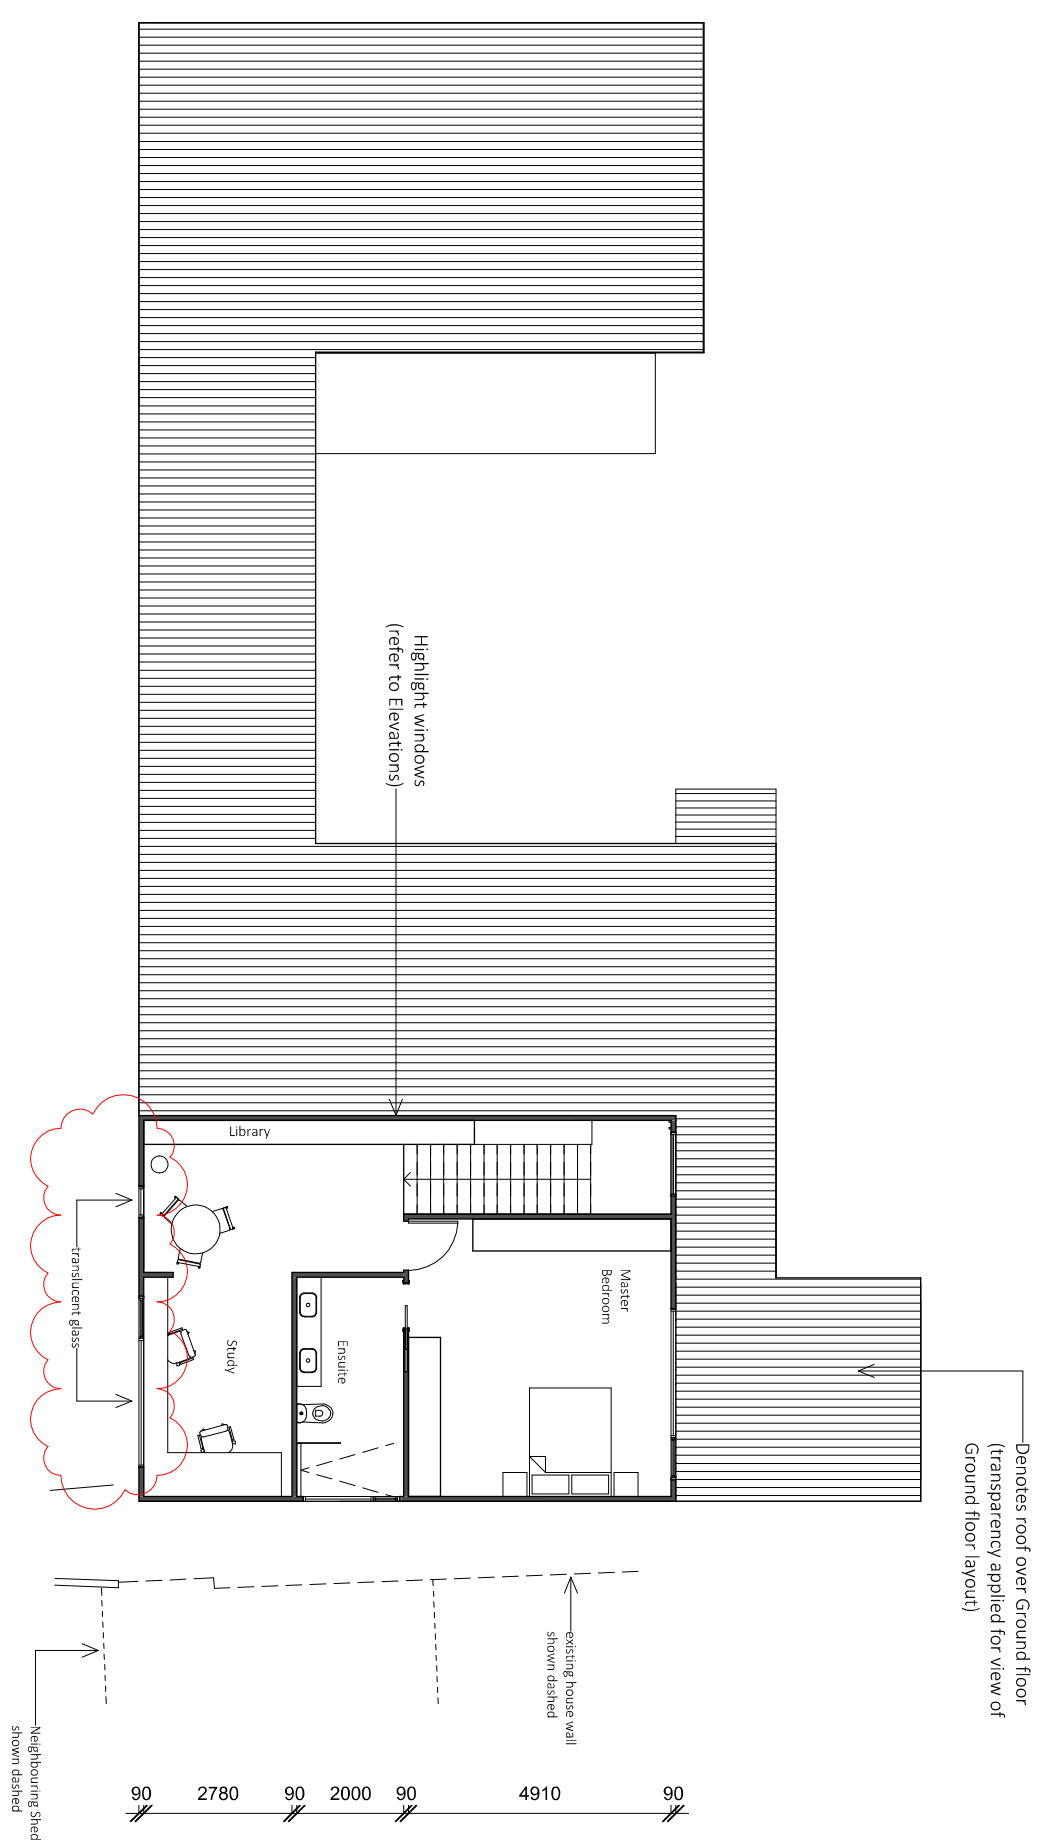 Highlight windows
(refer to Elevations)
Denotes roof over Ground floor
(transparency applied for view of
Ground floor layout)
Library
Master
Bedroom
Ensuite
Study
translucent glass
existing house wall
shown dashed
Neighbouring Shed
shown dashed
90 2780 90 2000 90 4910 90